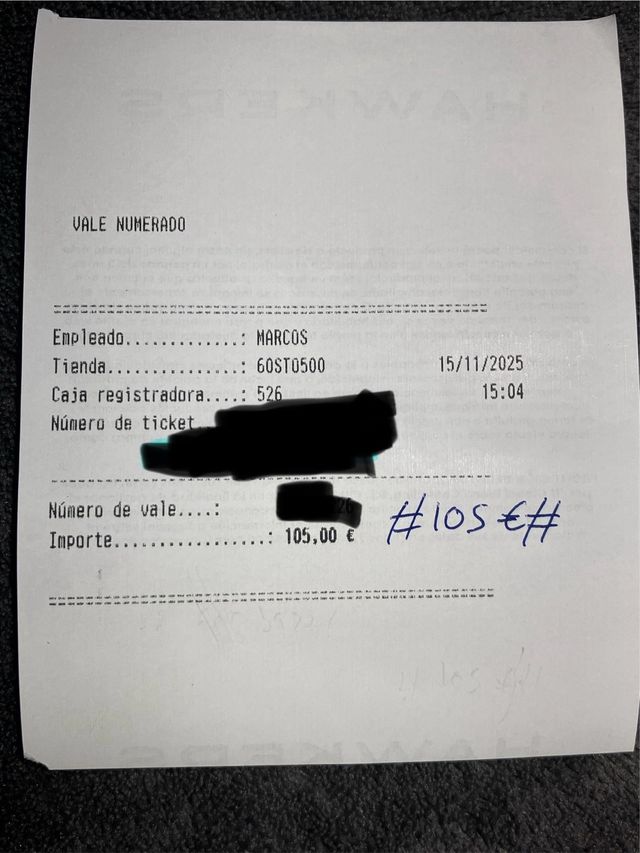 VALE NUMERADO
Empleado.............: MARCOS
Tienda...............: 60ST0500 15/11/2025
Caja registradora....: 526 15:04
Número de ticket.
Número de vale....: 26
Importe..................: 105,00 € #105 €#